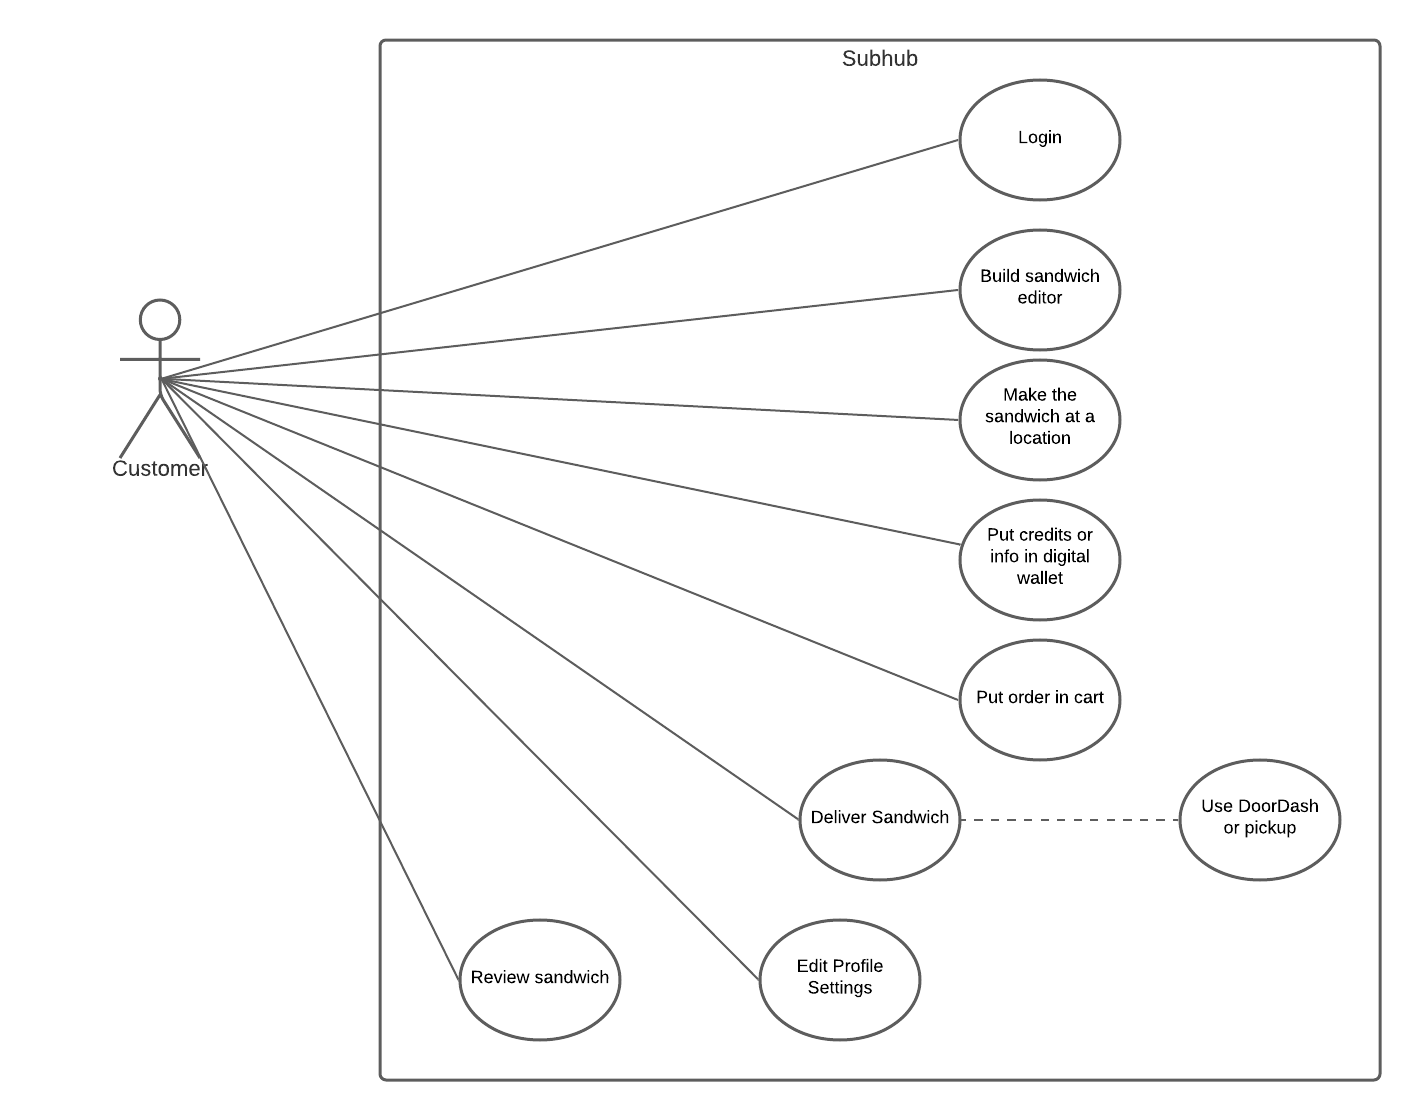 Subhub
Login
Build sandwich
editor
Make the
sandwich at a
location
Customer
Put credits or
info in digital
wallet
Put order in cart
Deliver Sandwich
Use DoorDash
or pickup
Review sandwich
Edit Profile
Settings